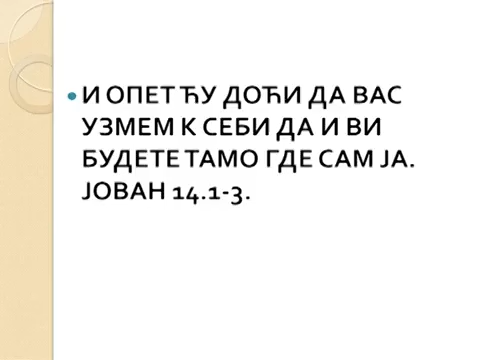 • И ОПЕТ ЋУ ДОЋИ ДА ВАС
УЗМЕМ К СЕБИ ДА И ВИ
БУДЕТЕ ТАМО ГДЕ САМ ЈА.
ЈОВАН 14.1-3.